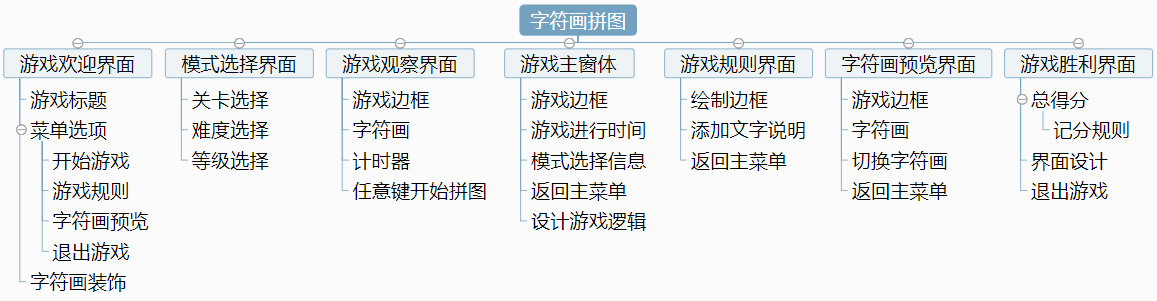 字符画拼图
游戏欢迎界面
游戏标题
菜单选项
开始游戏
游戏规则
字符画预览
退出游戏
字符画装饰
模式选择界面
关卡选择
难度选择
等级选择
游戏观察界面
游戏边框
字符画
计时器
任意键开始拼图
游戏主窗体
游戏边框
游戏进行时间
模式选择信息
返回主菜单
设计游戏逻辑
游戏规则界面
绘制边框
添加文字说明
返回主菜单
字符画预览界面
游戏边框
字符画
切换字符画
返回主菜单
游戏胜利界面
总得分
记分规则
界面设计
退出游戏